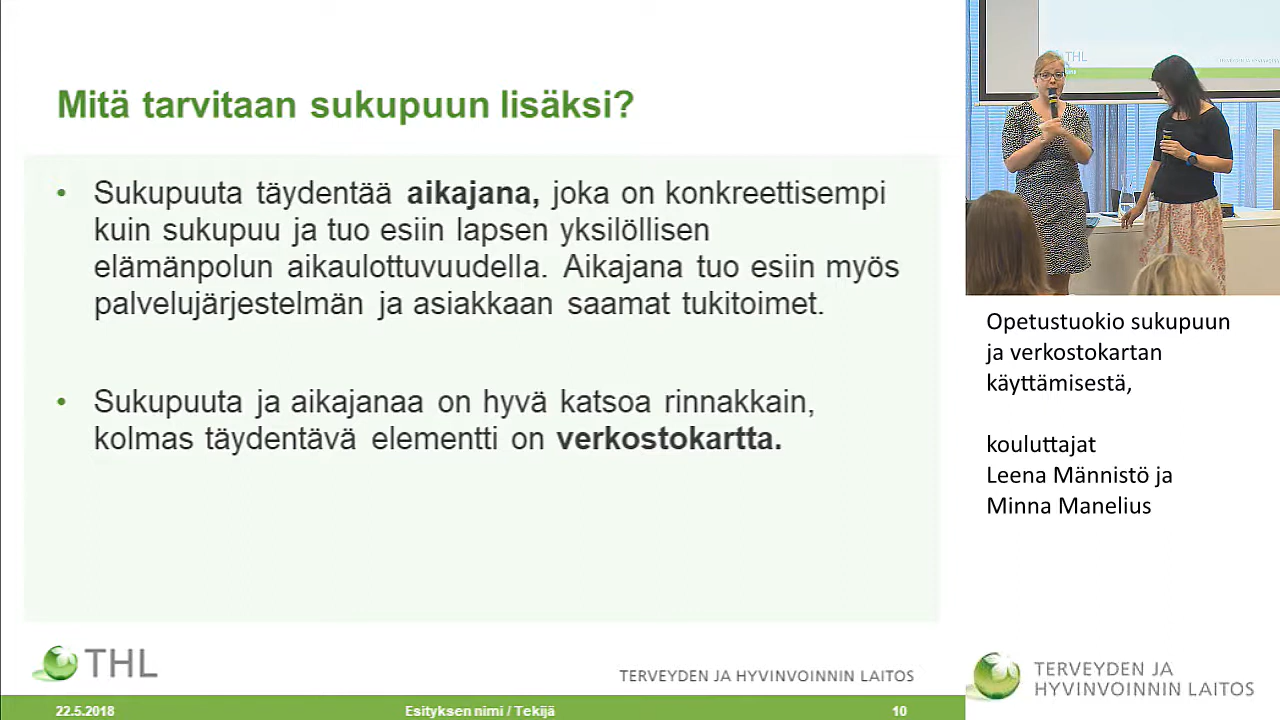 Mitä tarvitaan sukupuun lisäksi?
• Sukupuuta täydentää aikajana, joka on konkreettisempi
kuin sukupuu ja tuo esiin lapsen yksilöllisen
elämänpolun aikaulottuvuudella. Aikajana tuo esiin myös
palvelujärjestelmän ja asiakkaan saamat tukitoimet.
• Sukupuuta ja aikajanaa on hyvä katsoa rinnakkain,
kolmas täydentävä elementti on verkostokartta.
THL
TERVEYDEN JA HYVINVOINNIN LAITOS
22.5.2018 Esityksen nimi / Tekijä 10
THL
Opetustuokio sukupuun
ja verkostokartan
käyttämisestä,
kouluttajat
Leena Männistö ja
Minna Manelius
TERVEYDEN JA
HYVINVOINNIN LAITOS